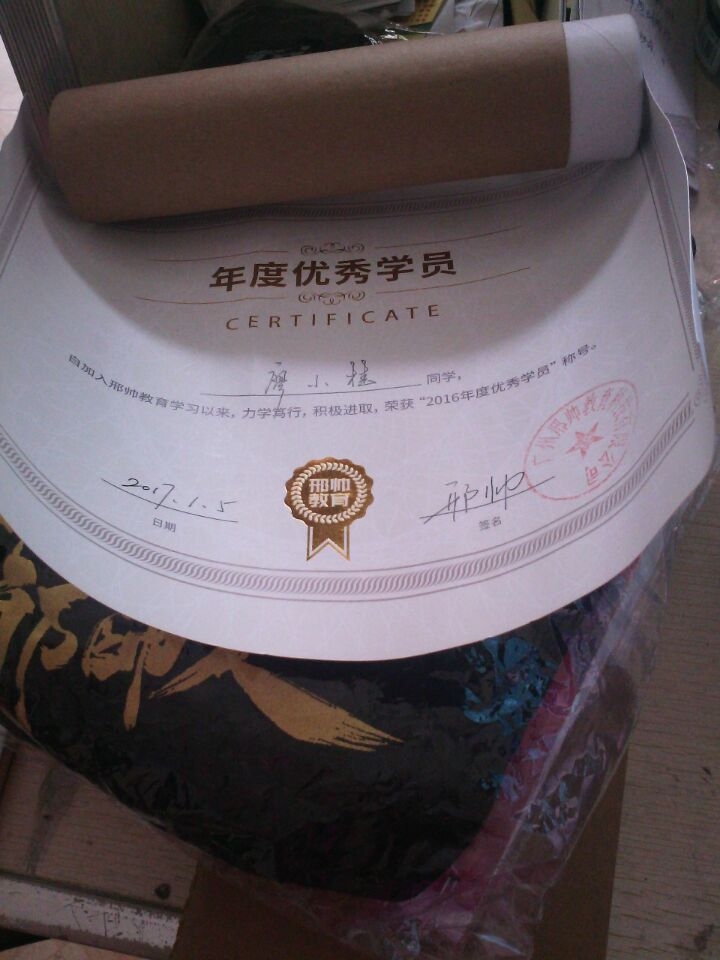 年度优秀学员
CERTIFICATE
廖小桂 同学,
自加入邢帅教育学习以来, 力学笃行, 积极进取, 荣获“2016年度优秀学员”称号。
2017.1.5
日期
邢帅
教育
邢帅
签名
邢帅人